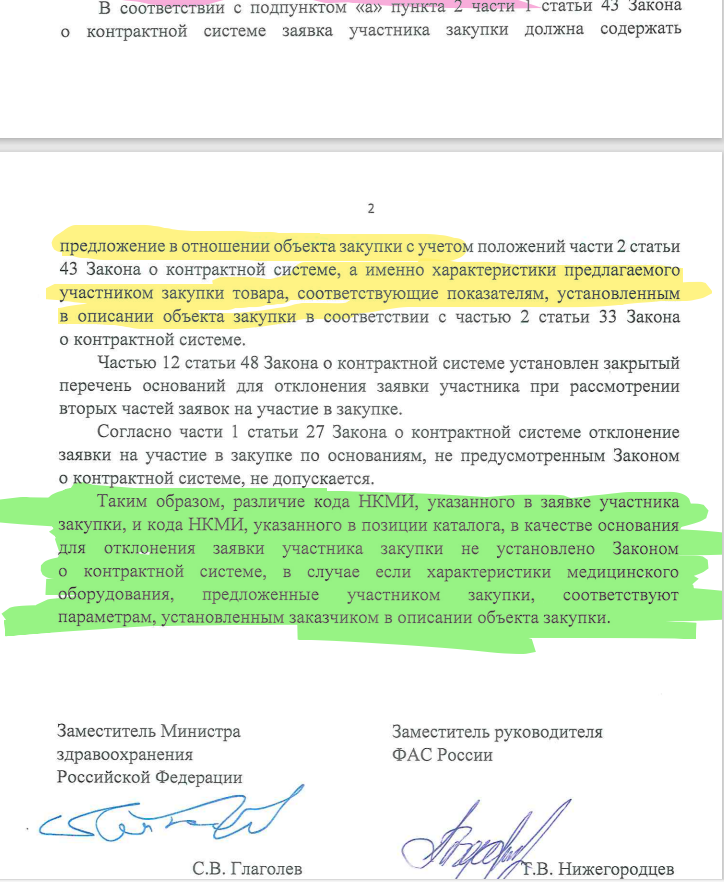 В соответствии с подпунктом «а» пункта 2 части 1 статьи 43 Закона
о контрактной системе заявка участника закупки должна содержать
2
предложение в отношении объекта закупки с учетом положений части 2 статьи
43 Закона о контрактной системе, а именно характеристики предлагаемого
участником закупки товара, соответствующие показателям, установленным
в описании объекта закупки в соответствии с частью 2 статьи 33 Закона
о контрактной системе.
Частью 12 статьи 48 Закона о контрактной системе установлен закрытый
перечень оснований для отклонения заявки участника при рассмотрении
вторых частей заявок на участие в закупке.
Согласно части 1 статьи 27 Закона о контрактной системе отклонение
заявки на участие в закупке по основаниям, не предусмотренным Законом
о контрактной системе, не допускается.
Таким образом, различие кода НКМИ, указанного в заявке участника
закупки, и кода НКМИ, указанного в позиции каталога, в качестве основания
для отклонения заявки участника закупки не установлено Законом
о контрактной системе, в случае если характеристики медицинского
оборудования, предложенные участником закупки, соответствуют
параметрам, установленным заказчиком в описании объекта закупки.
Заместитель Министра
здравоохранения
Российской Федерации
Заместитель руководителя
ФАС России
С.В. Глаголев
Т.В. Нижегородцев